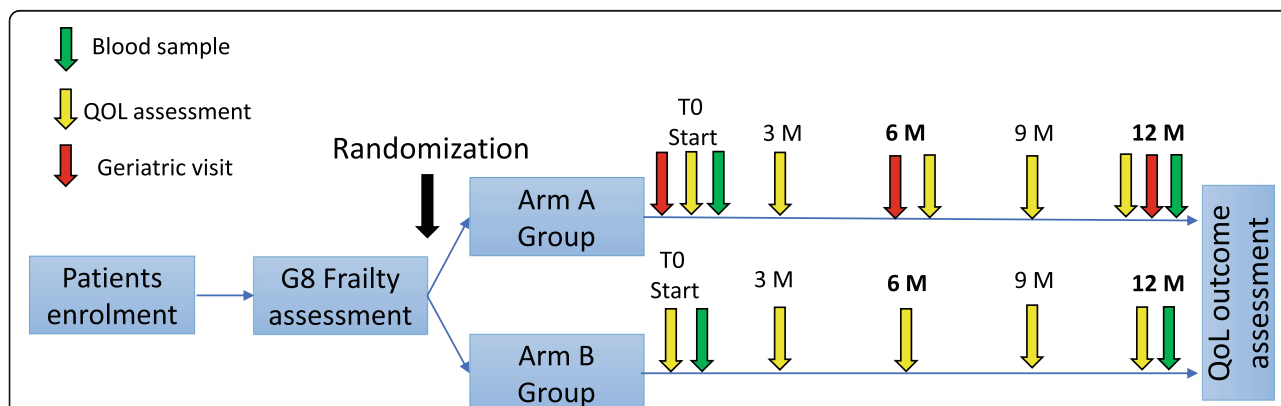 Blood sample
QOL assessment
Geriatric visit
Randomization
Patients
enrolment
G8 Frailty
assessment
Arm A
Group
T0
Start
3 M
6 M
9 M
12 M
Arm B
Group
T0
Start
3 M
6 M
9 M
12 M
QoL outcome
assessment